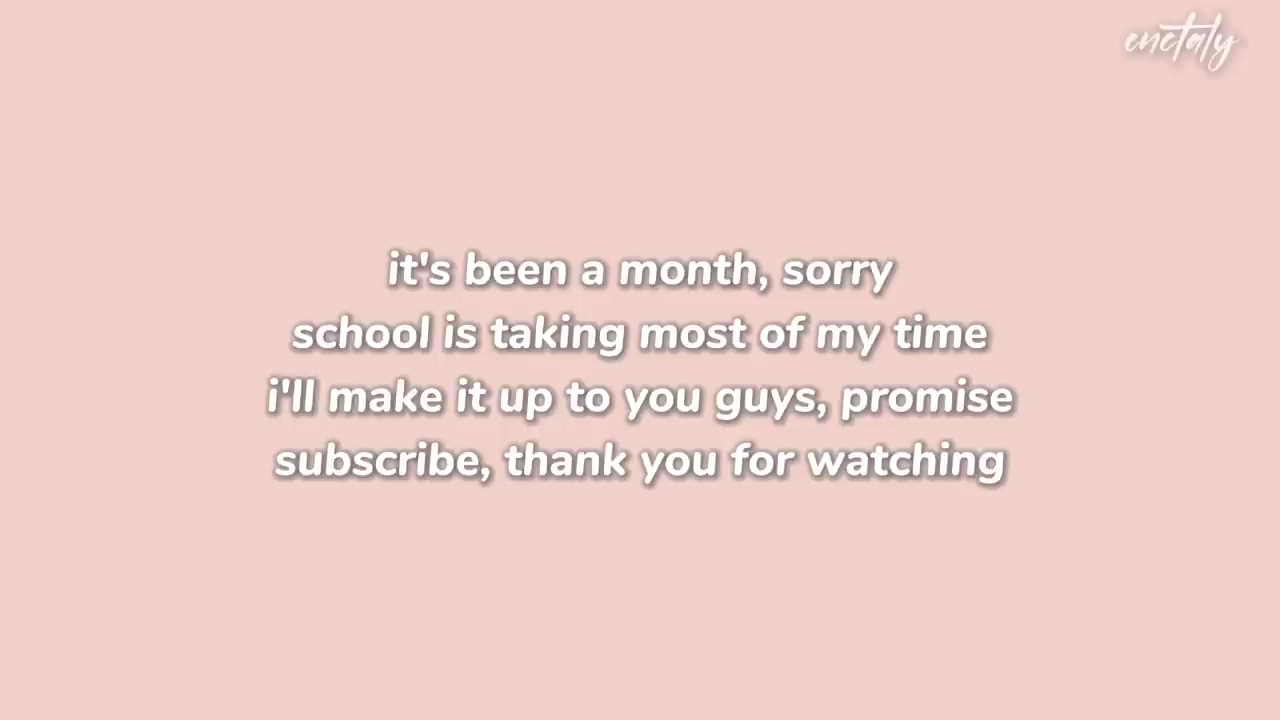 enetaly
it's been a month, sorry
school is taking most of my time
i'll make it up to you guys, promise
subscribe, thank you for watching